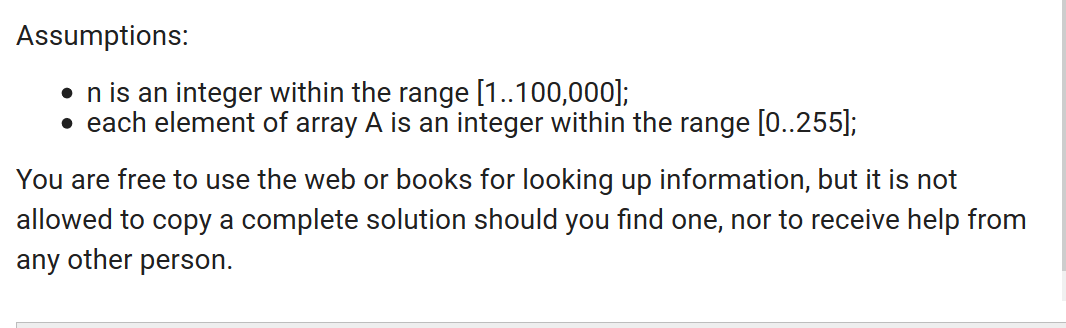 Assumptions:
• n is an integer within the range [1..100,000];
• each element of array A is an integer within the range [0..255];
You are free to use the web or books for looking up information, but it is not
allowed to copy a complete solution should you find one, nor to receive help from
any other person.